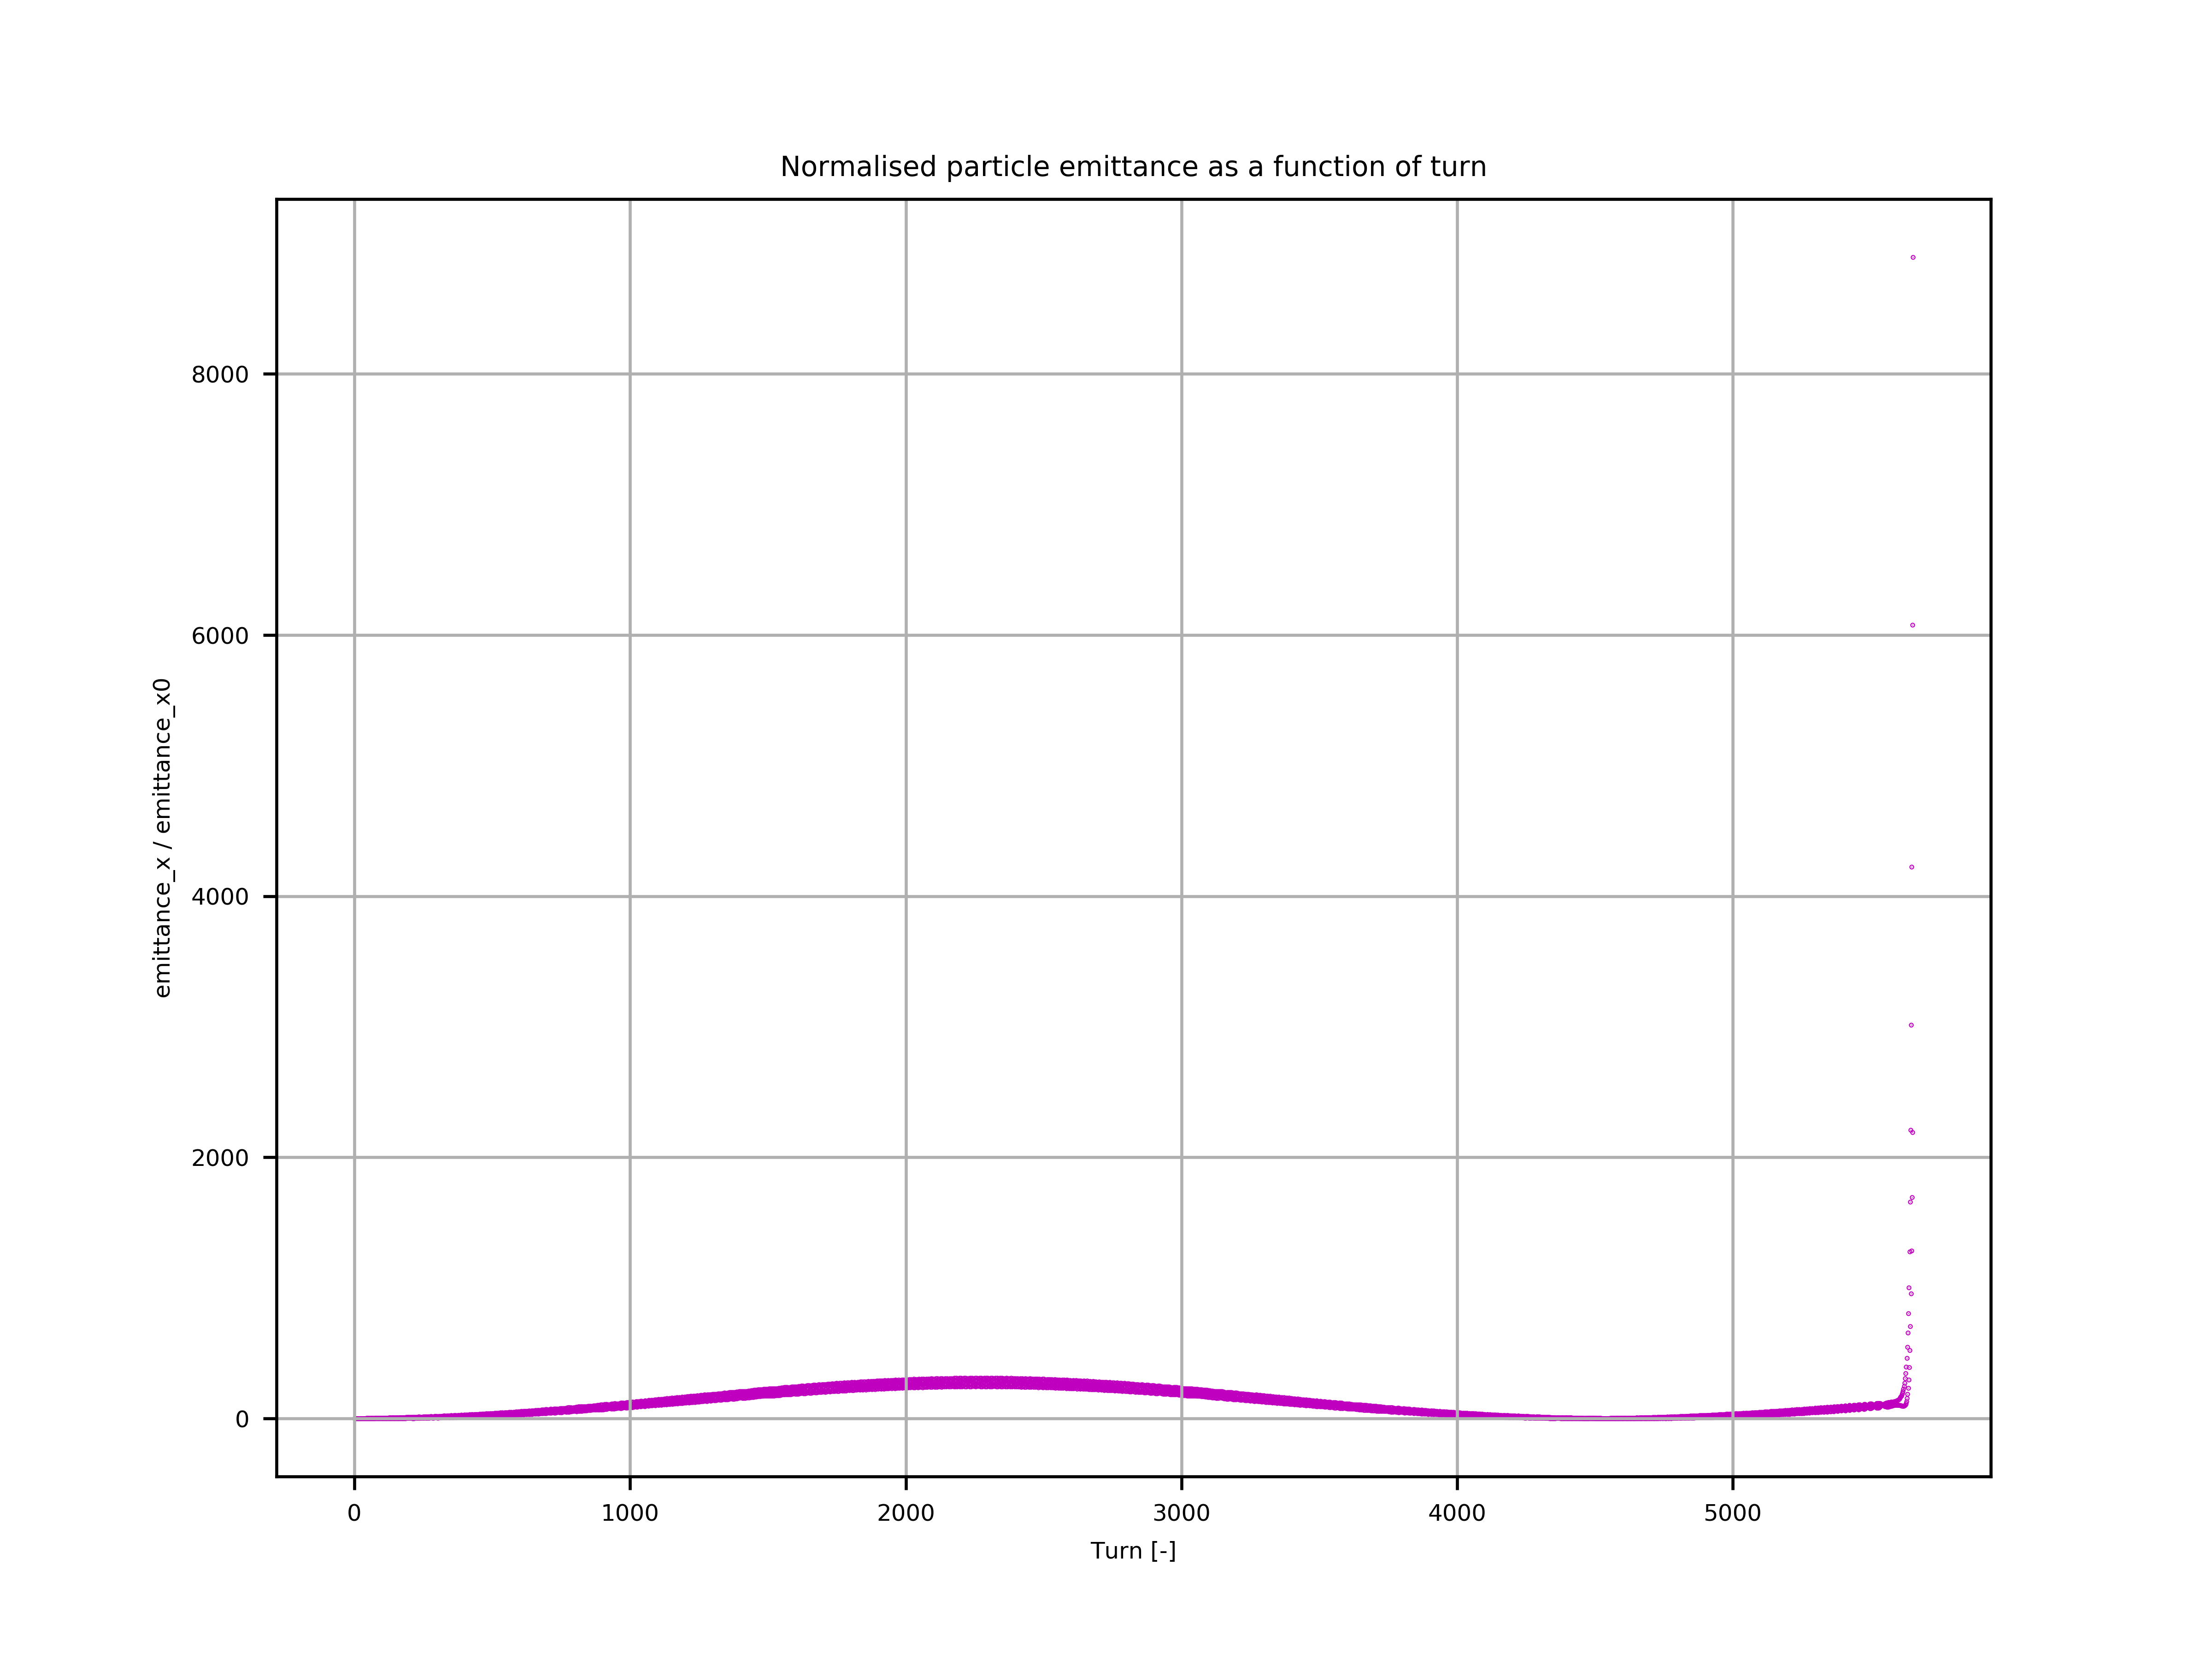 Normalised particle emittance as a function of turn
emittance_x / emittance_x0
8000
6000
4000
2000
0
0 1000 2000 3000 4000 5000
Turn [-]